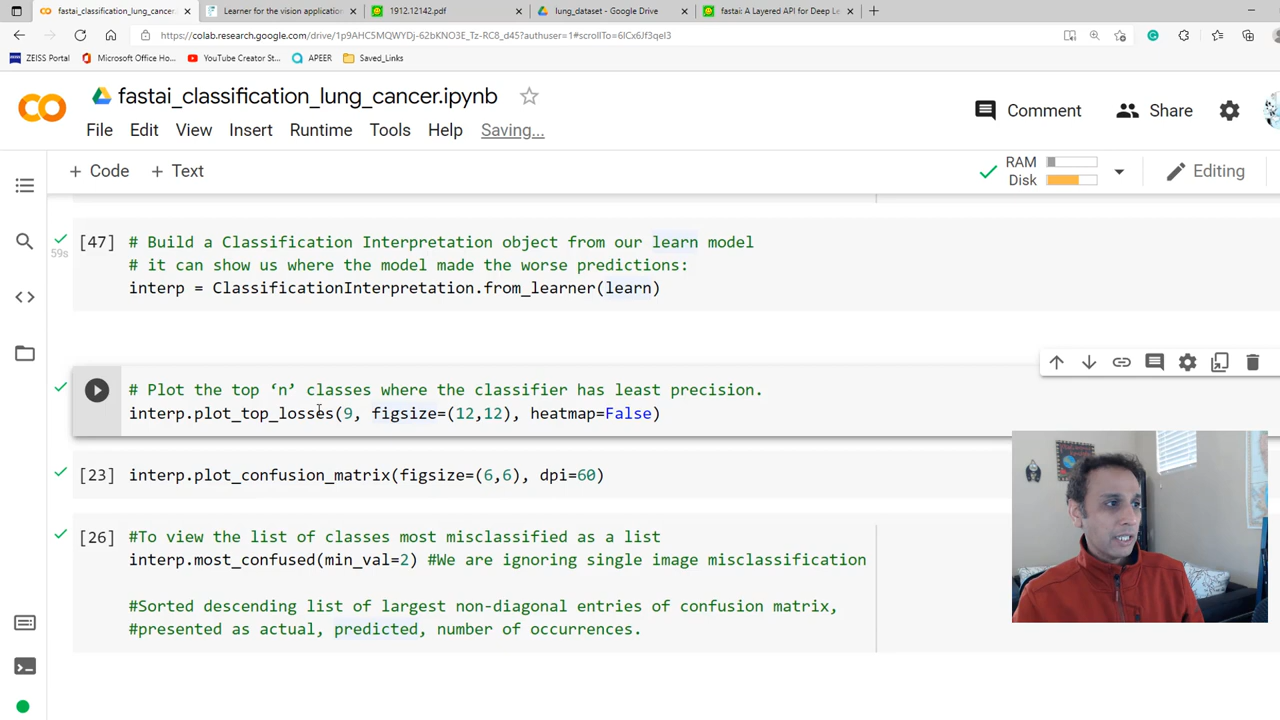 fastai_classification_lung_cancer.
Learner for the vision application
1912.12142.pdf
lung_dataset - Google Drive
fastai: A Layered API for Deep Le
https://colab.research.google.com/drive/1p9AHC5MQWYDj-62bKNO3E_Tz-RC8_d45?authuser=1#scrollTo=6lCx6Jf3qeI3
ZEISS Portal
Microsoft Office Ho...
YouTube Creator St...
APEER
Saved_Links
fastai_classification_lung_cancer.ipynb
File Edit View Insert Runtime Tools Help Saving...
Comment
Share
+ Code + Text
RAM
Disk
Editing
[47] # Build a Classification Interpretation object from our learn model
59s
# it can show us where the model made the worse predictions:
interp = ClassificationInterpretation.from_learner(learn)
# Plot the top ‘n’ classes where the classifier has least precision.
interp.plot_top_losses(9, figsize=(12,12), heatmap=False)
[23] interp.plot_confusion_matrix(figsize=(6,6), dpi=60)
[26] #To view the list of classes most misclassified as a list
interp.most_confused(min_val=2) #We are ignoring single image misclassification
#Sorted descending list of largest non-diagonal entries of confusion matrix,
#presented as actual, predicted, number of occurrences.